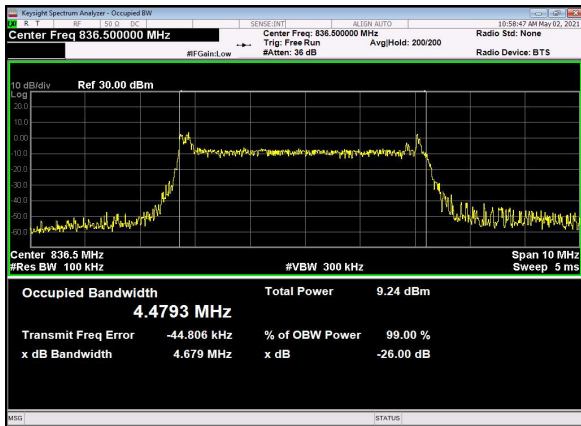 Keysight Spectrum Analyzer - Occupied BW
R T RF 50 Ω DC SENSE:INT ALIGN AUTO 10:58:47 AM May 02, 2021
Center Freq 836.500000 MHz Center Freq: 836.500000 MHz Radio Std: None
Trig: Free Run Avg|Hold: 200/200
#IFGain:Low #Atten: 36 dB Radio Device: BTS
10 dB/div Ref 30.00 dBm
Log
20.0
10.0
0.00
-10.0
-20.0
-30.0
-40.0
-50.0
-60.0
Center 836.5 MHz Span 10 MHz
#Res BW 100 kHz #VBW 300 kHz Sweep 5 ms
Occupied Bandwidth Total Power 9.24 dBm
4.4793 MHz
Transmit Freq Error -44.806 kHz % of OBW Power 99.00 %
x dB Bandwidth 4.679 MHz x dB -26.00 dB
MSG STATUS